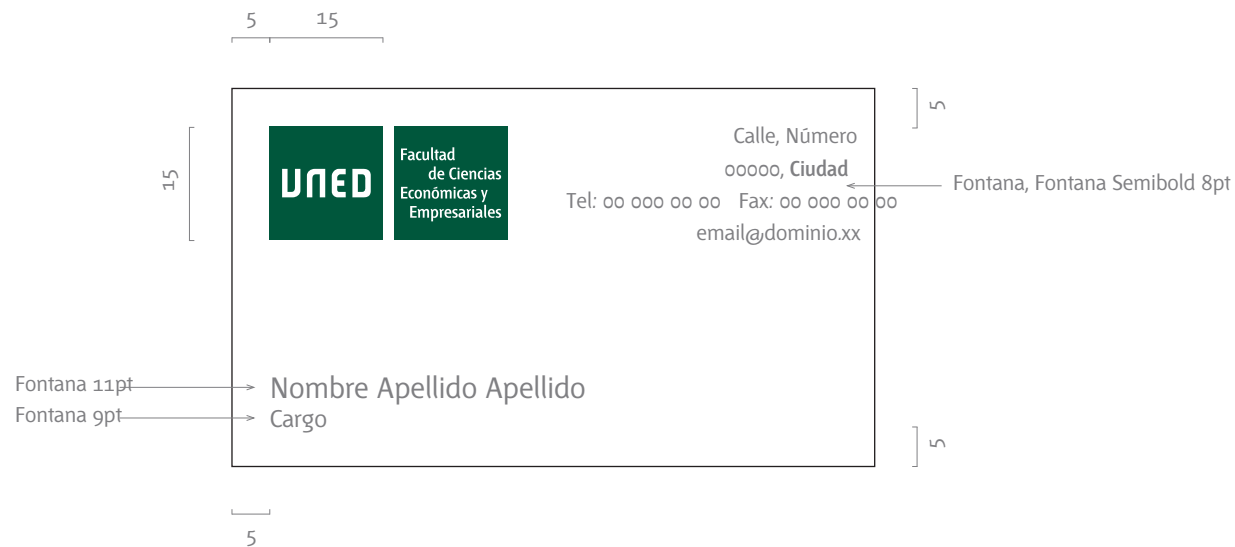 5 15
5
15
UNED
Facultad
de Ciencias
Económicas y
Empresariales
Calle, Número
00000, Ciudad
Tel: 00 000 00 00 Fax: 00 000 00 00
email@dominio.xx
Fontana, Fontana Semibold 8pt
Fontana 11pt
Nombre Apellido Apellido
Fontana 9pt
Cargo
5
5